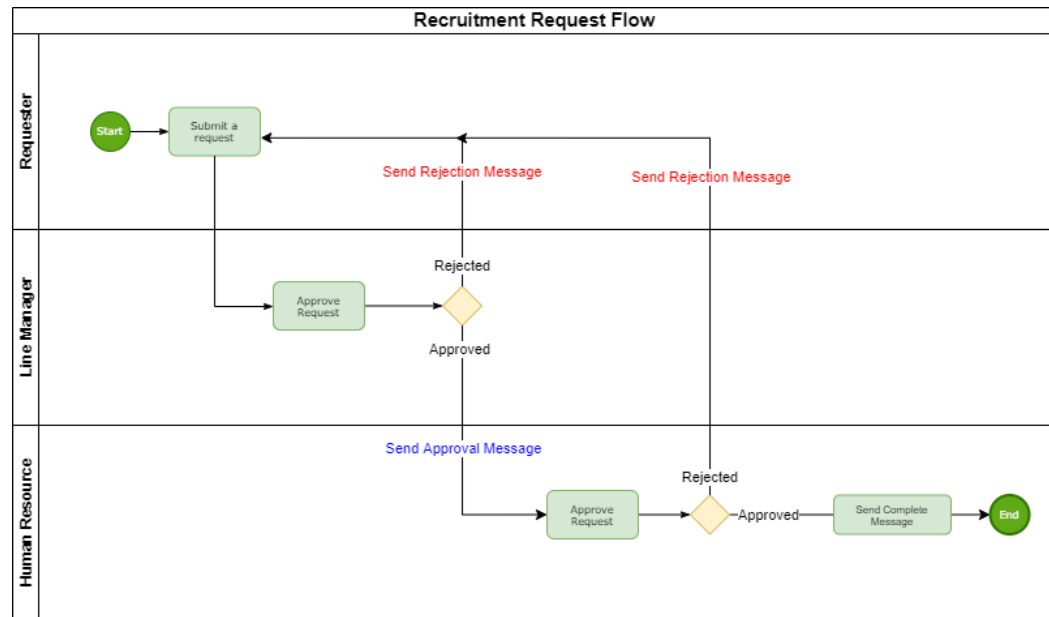 Recruitment Request Flow
Requester
Start
Submit a
request
Send Rejection Message
Send Rejection Message
Line Manager
Rejected
Approve
Request
Approved
Human Resource
Send Approval Message
Rejected
Approve
Request
Approved
Send Complete
Message
End